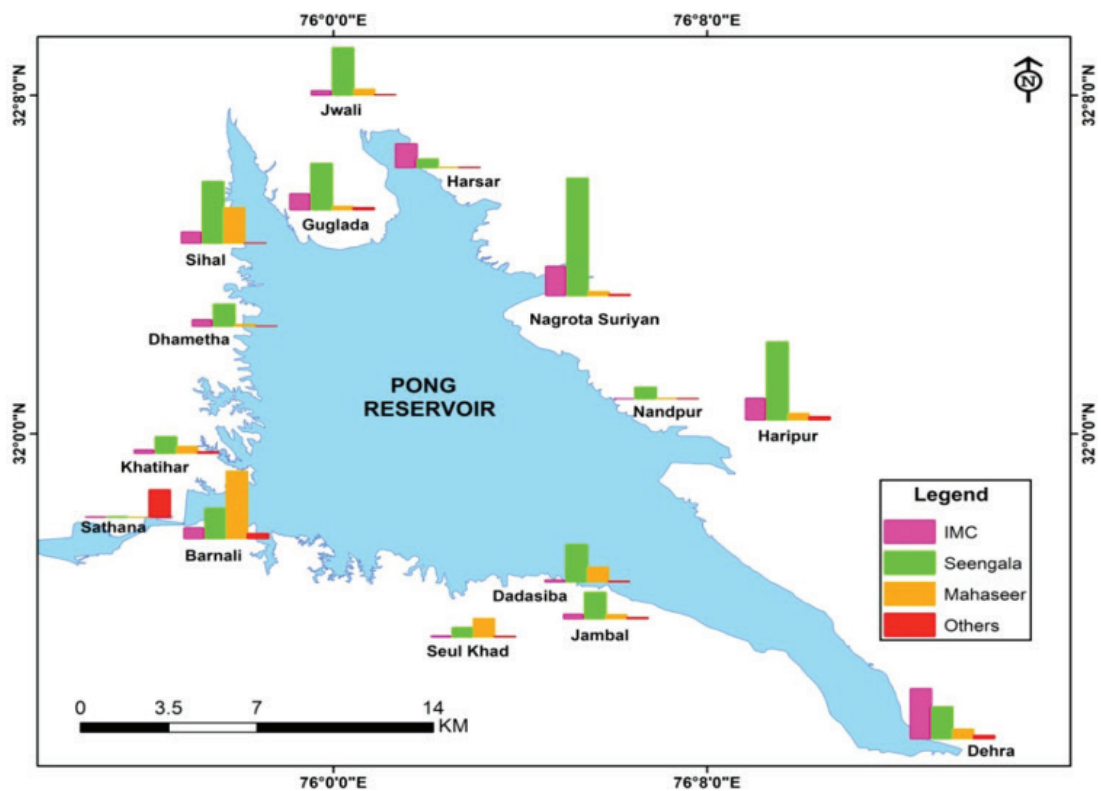 76°0'0"E
76°8'0"E
32°8'0"N
32°8'0"N
N
Jwali
Harsar
Guglada
Sihal
Nagrota Suriyan
Dhametha
PONG
RESERVOIR
Nandpur
Haripur
32°0'0"N
32°0'0"N
Khatihar
Sathana
Barnali
Legend
IMC
Seengala
Mahaseer
Others
Dadasiba
Jambal
Seul Khad
0 3.5 7 14
KM
Dehra
76°0'0"E
76°8'0"E